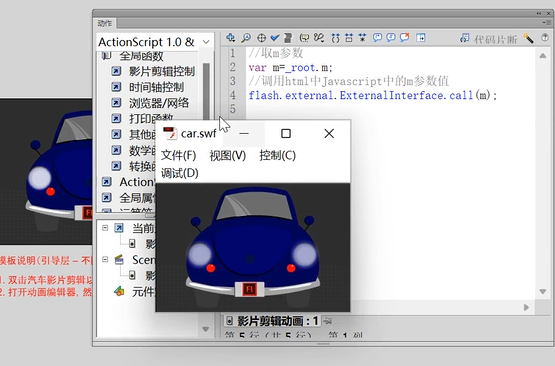 动作
ActionScript 1.0 &
代码片断
全局函数
影片剪辑控制
时间轴控制
浏览器/网络
打印函数
其他函
数学函
转换函
Action
全局属
当前
影
Scen
影
元件
1 //取m参数
2 var m=_root.m;
3 //调用html中Javascript中的m参数值
4 flash.external.ExternalInterface.call(m);
5
car.swf
文件(F) 视图(V) 控制(C)
调试(D)
F1
模板说明(引导层 – 不
1. 双击汽车影片剪辑以
2. 打开动画编辑器, 然
影片剪辑动画 : 1
第 5 行 (共 5 行), 第 1 列